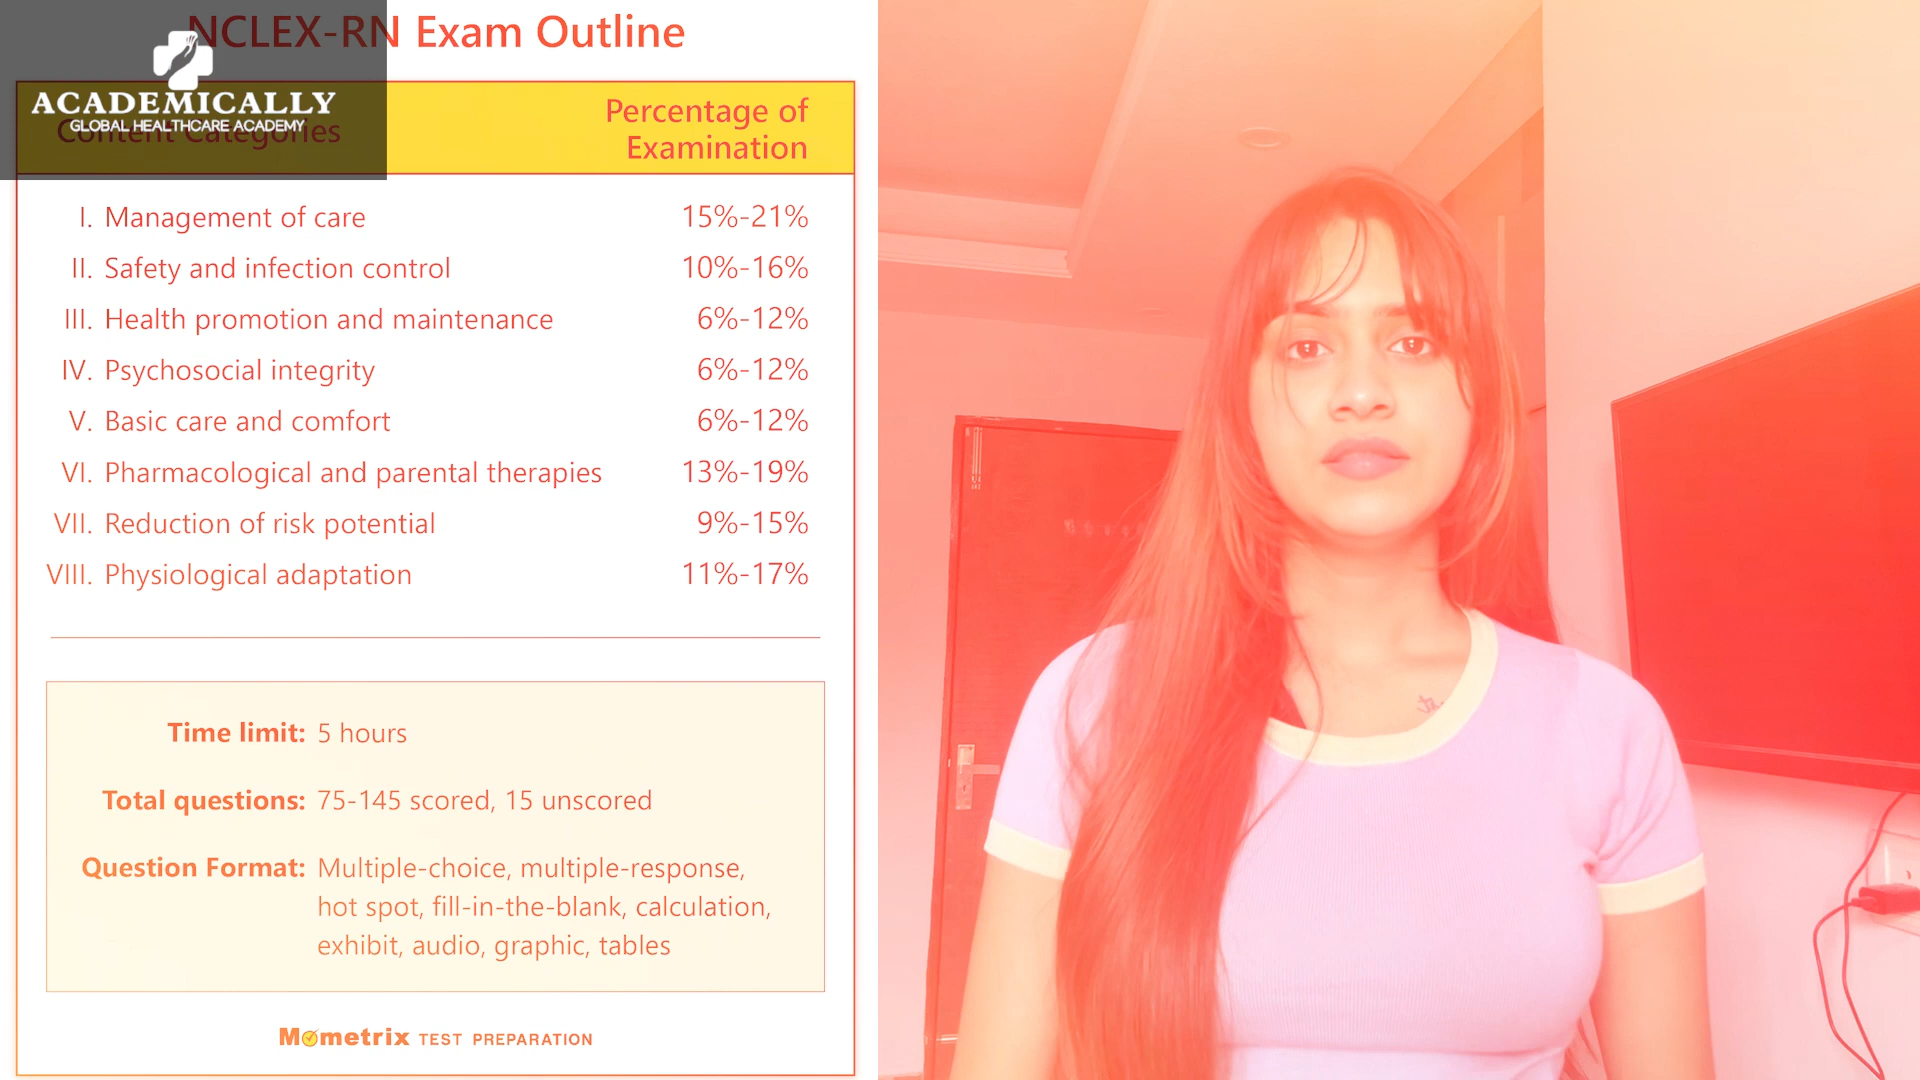 NCLEX-RN Exam Outline
ACADEMICALLY
GLOBAL HEALTHCARE ACADEMY
Content Categories
Percentage of
Examination
I. Management of care 15%-21%
II. Safety and infection control 10%-16%
III. Health promotion and maintenance 6%-12%
IV. Psychosocial integrity 6%-12%
V. Basic care and comfort 6%-12%
VI. Pharmacological and parental therapies 13%-19%
VII. Reduction of risk potential 9%-15%
VIII. Physiological adaptation 11%-17%
Time limit: 5 hours
Total questions: 75-145 scored, 15 unscored
Question Format: Multiple-choice, multiple-response,
hot spot, fill-in-the-blank, calculation,
exhibit, audio, graphic, tables
Mometrix TEST PREPARATION